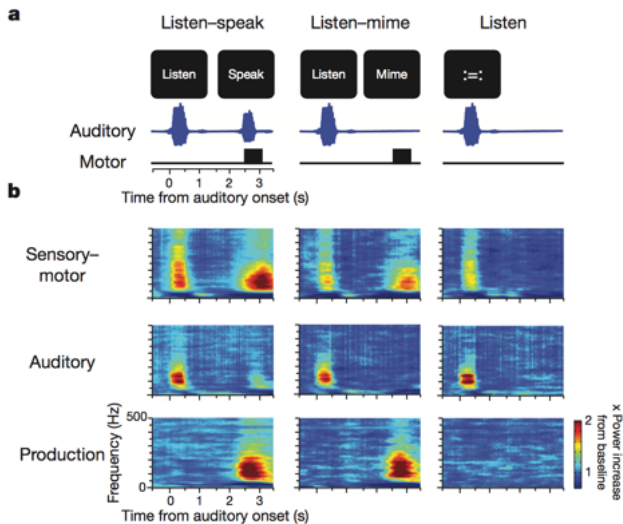 a
Listen–speak Listen–mime Listen
Listen Speak Listen Mime :=:
Auditory
Motor
0 1 2 3
Time from auditory onset (s)
b
Sensory–
motor
Auditory
Production
Frequency (Hz)
500
0
0 1 2 3
Time from auditory onset (s)
2
1
x Power increase
from baseline